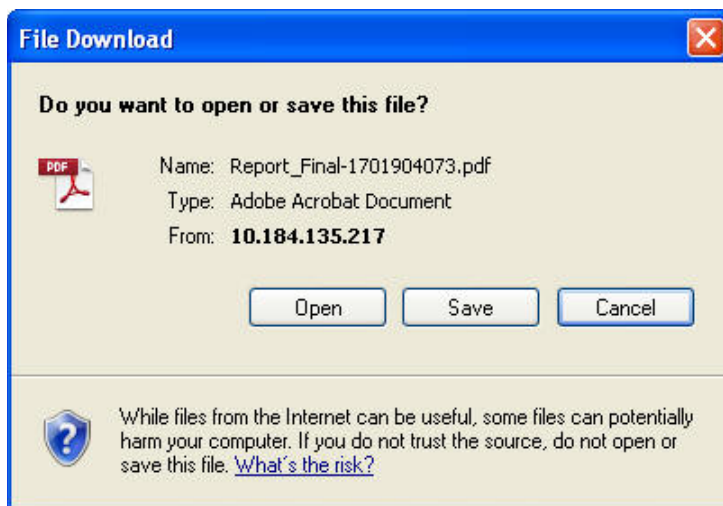 File Download
Do you want to open or save this file?
PDF
Name: Report_Final-1701904073.pdf
Type: Adobe Acrobat Document
From: 10.184.135.217
Open Save Cancel
While files from the Internet can be useful, some files can potentially
harm your computer. If you do not trust the source, do not open or
save this file. What´s the risk?